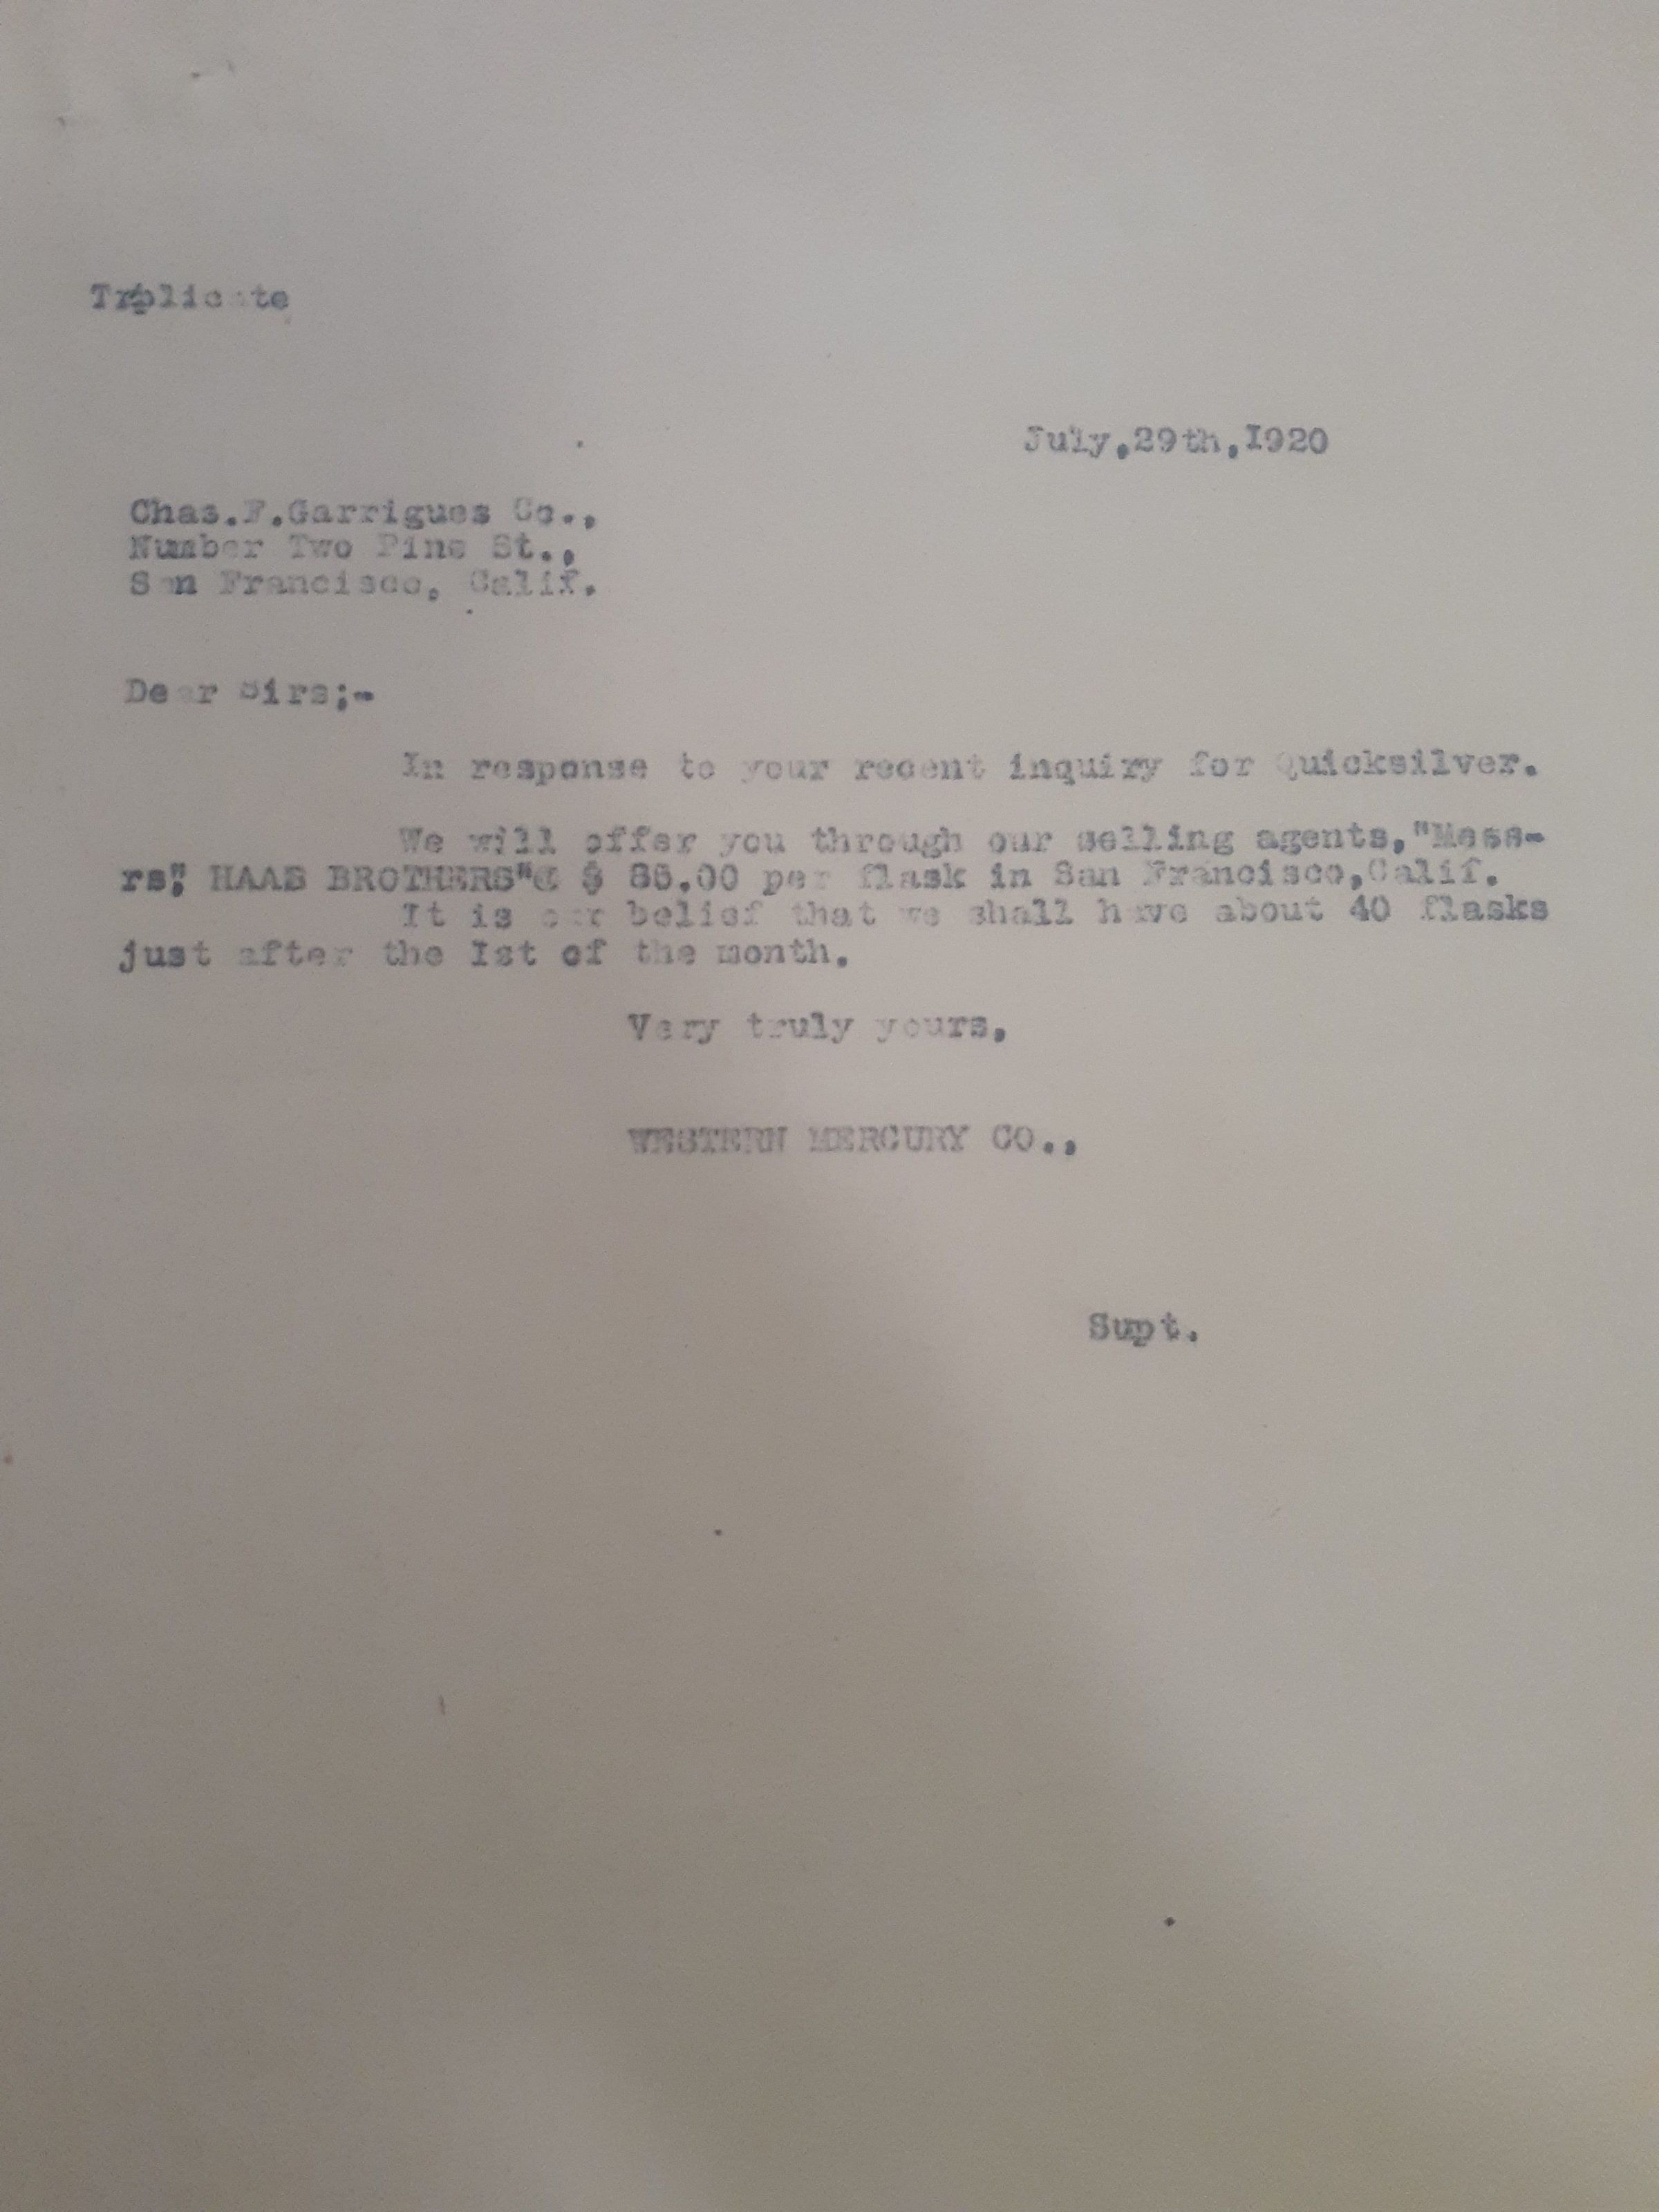 Triplicate
July,29th,I920
Chas.F.Garrigues Co.,
Number Two Pine St.,
San Francisco, Calif.
Dear Sirs;-
In response to your recent inquiry for Quicksilver.
We will offer you through our selling agents,"Mess-
rs" HAAS BROTHERS"@ $ per flask in San Francisco,Calif.
It is our belief that we shall have about 40 flasks
just after the Ist of the month.
Very truly yours,
WESTERN MERCURY CO.,
Supt.